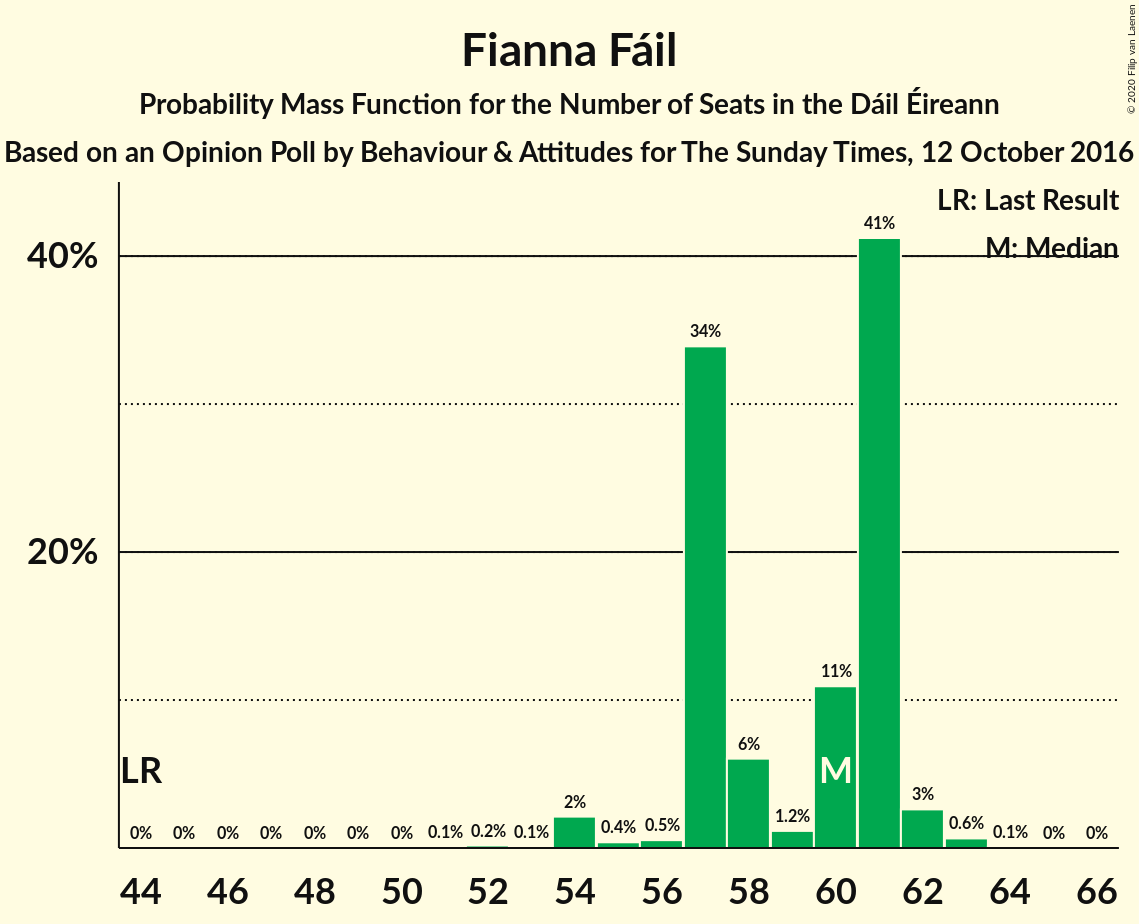 Fianna Fáil
Probability Mass Function for the Number of Seats in the Dáil Éireann
Based on an Opinion Poll by Behaviour & Attitudes for The Sunday Times, 12 October 2016
© 2020 Filip van Laenen
LR: Last Result
M: Median
40%
20%
41%
34%
11%
6%
LR
M
0% 0% 0% 0% 0% 0% 0% 0.1% 0.2% 0.1% 2% 0.4% 0.5% 1.2% 3% 0.6% 0.1% 0% 0%
44 46 48 50 52 54 56 58 60 62 64 66